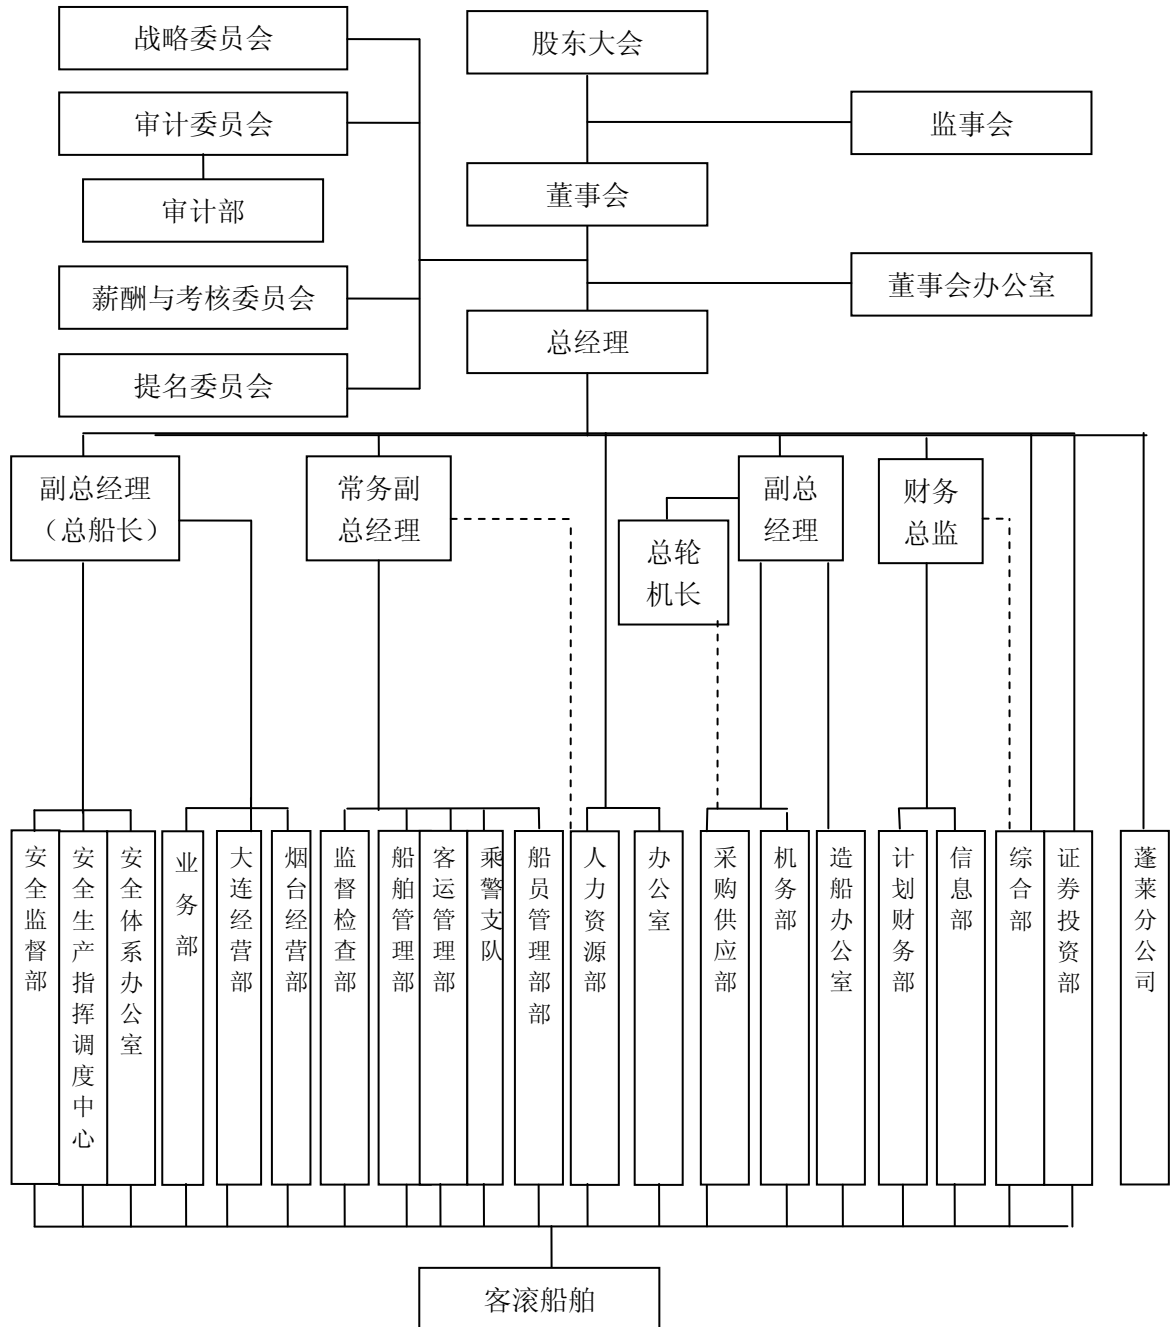 战略委员会
股东大会
审计委员会
监事会
审计部
董事会
薪酬与考核委员会
董事会办公室
总经理
提名委员会
副总经理
（总船长）
常务副
总经理
总轮
机长
副总
经理
财务
总监
安全监督部
安全生产指挥调度中心
安全体系办公室
业务部
大连经营部
烟台经营部
监督检查部
船舶管理部
客运管理部
乘警支队
船员管理部部
人力资源部
办公室
采购供应部
机务部
造船办公室
计划财务部
信息部
综合部
证券投资部
蓬莱分公司
客滚船舶